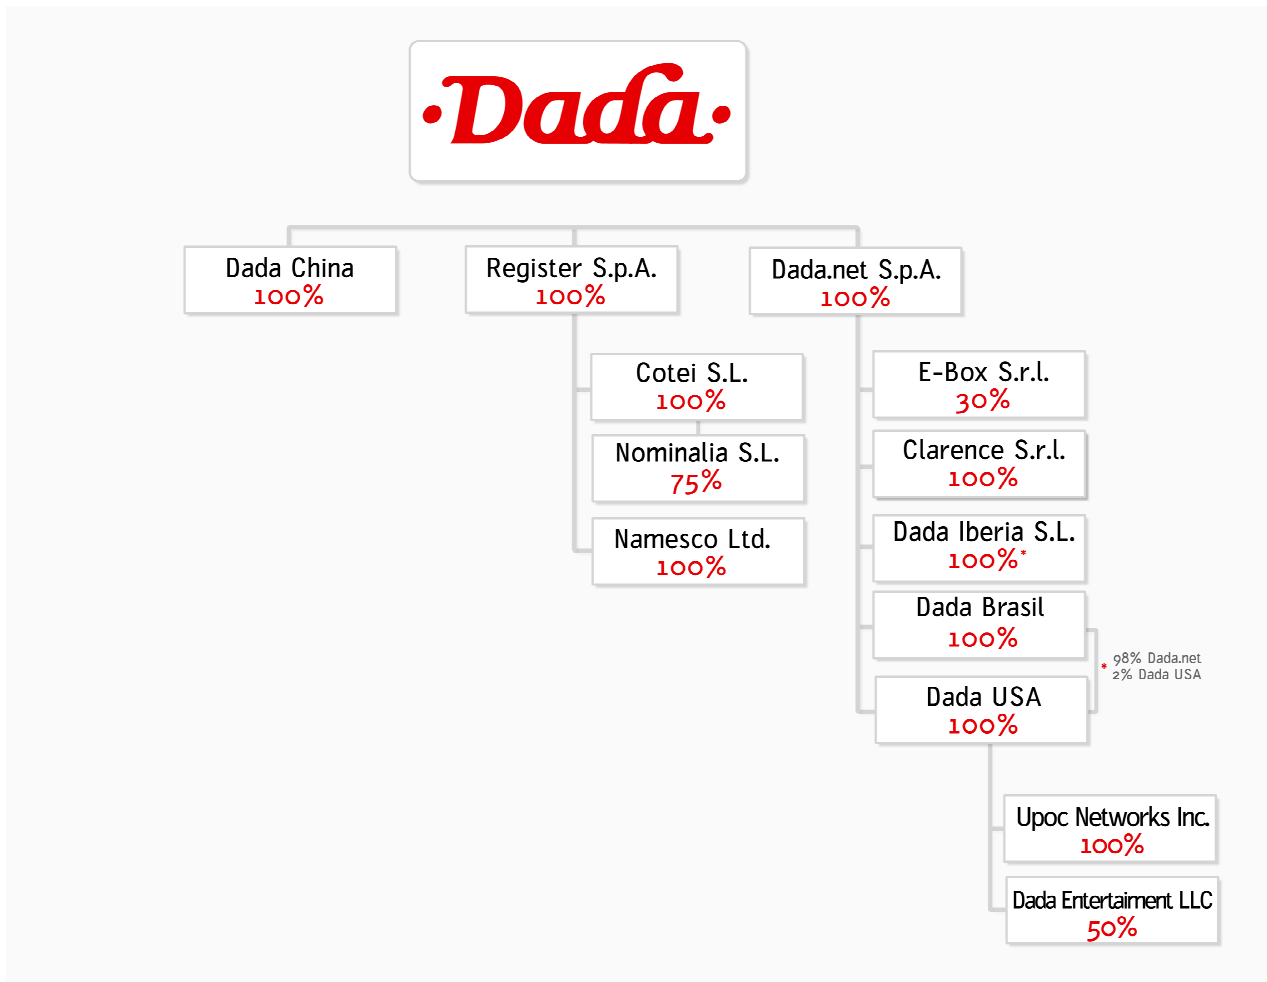 ·Dada·
Dada China
100%
Register S.p.A.
100%
Dada.net S.p.A.
100%
Cotei S.L.
100%
Nominalia S.L.
75%
Namesco Ltd.
100%
E-Box S.r.l.
30%
Clarence S.r.l.
100%
Dada Iberia S.L.
100%*
Dada Brasil
100%
Dada USA
100%
* 98% Dada.net
2% Dada USA
Upoc Networks Inc.
100%
Dada Entertaiment LLC
50%